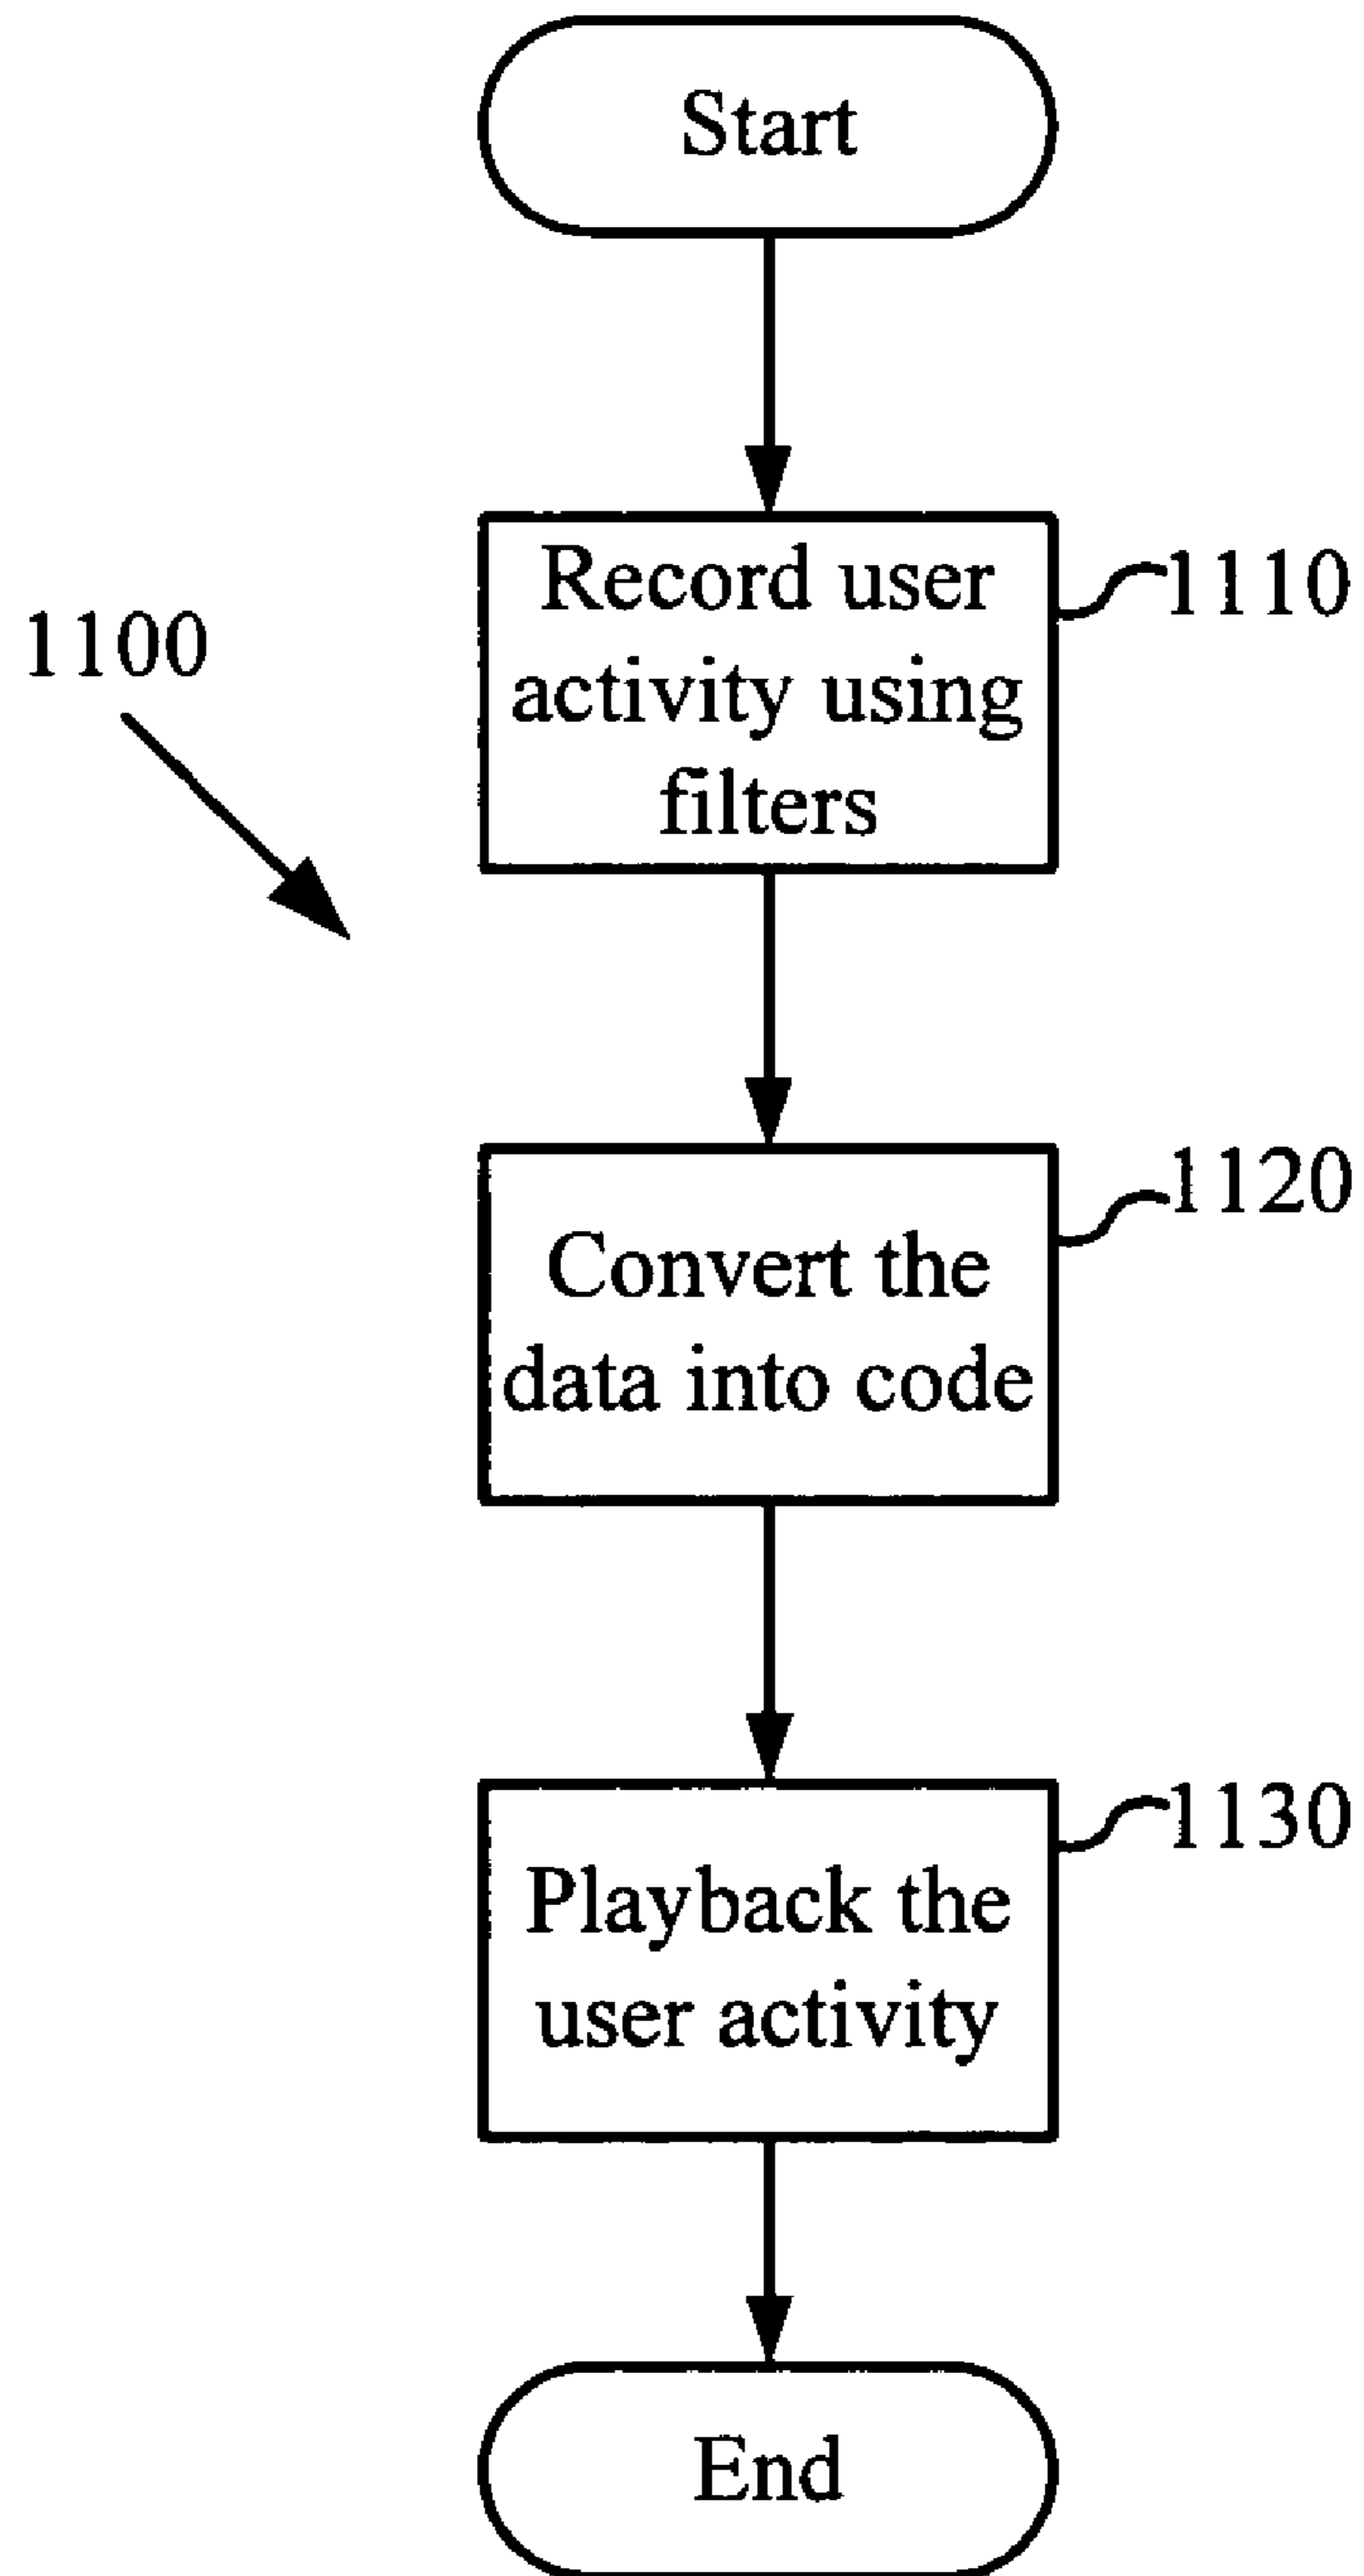 Start
Record user
activity using
filters
1110
1100
Convert the
data into code
1120
Playback the
user activity
1130
End